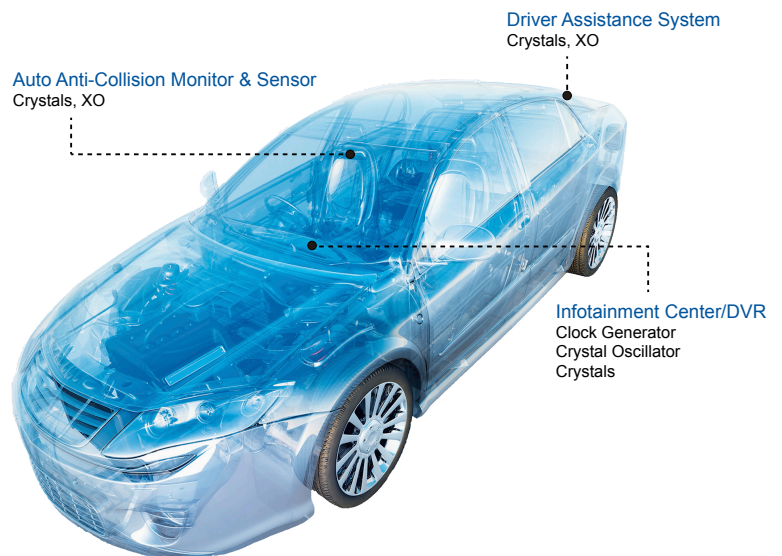 Driver Assistance System
Crystals, XO
Auto Anti-Collision Monitor & Sensor
Crystals, XO
Infotainment Center/DVR
Clock Generator
Crystal Oscillator
Crystals